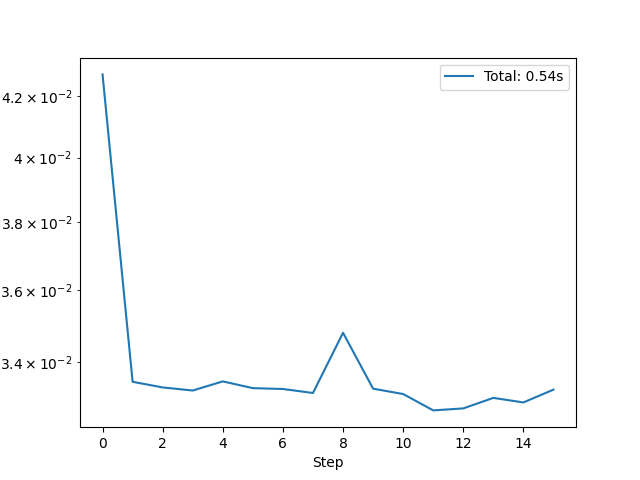 Total: 0.54s
4.2 × 10⁻²
4 × 10⁻²
3.8 × 10⁻²
3.6 × 10⁻²
3.4 × 10⁻²
0 2 4 6 8 10 12 14
Step